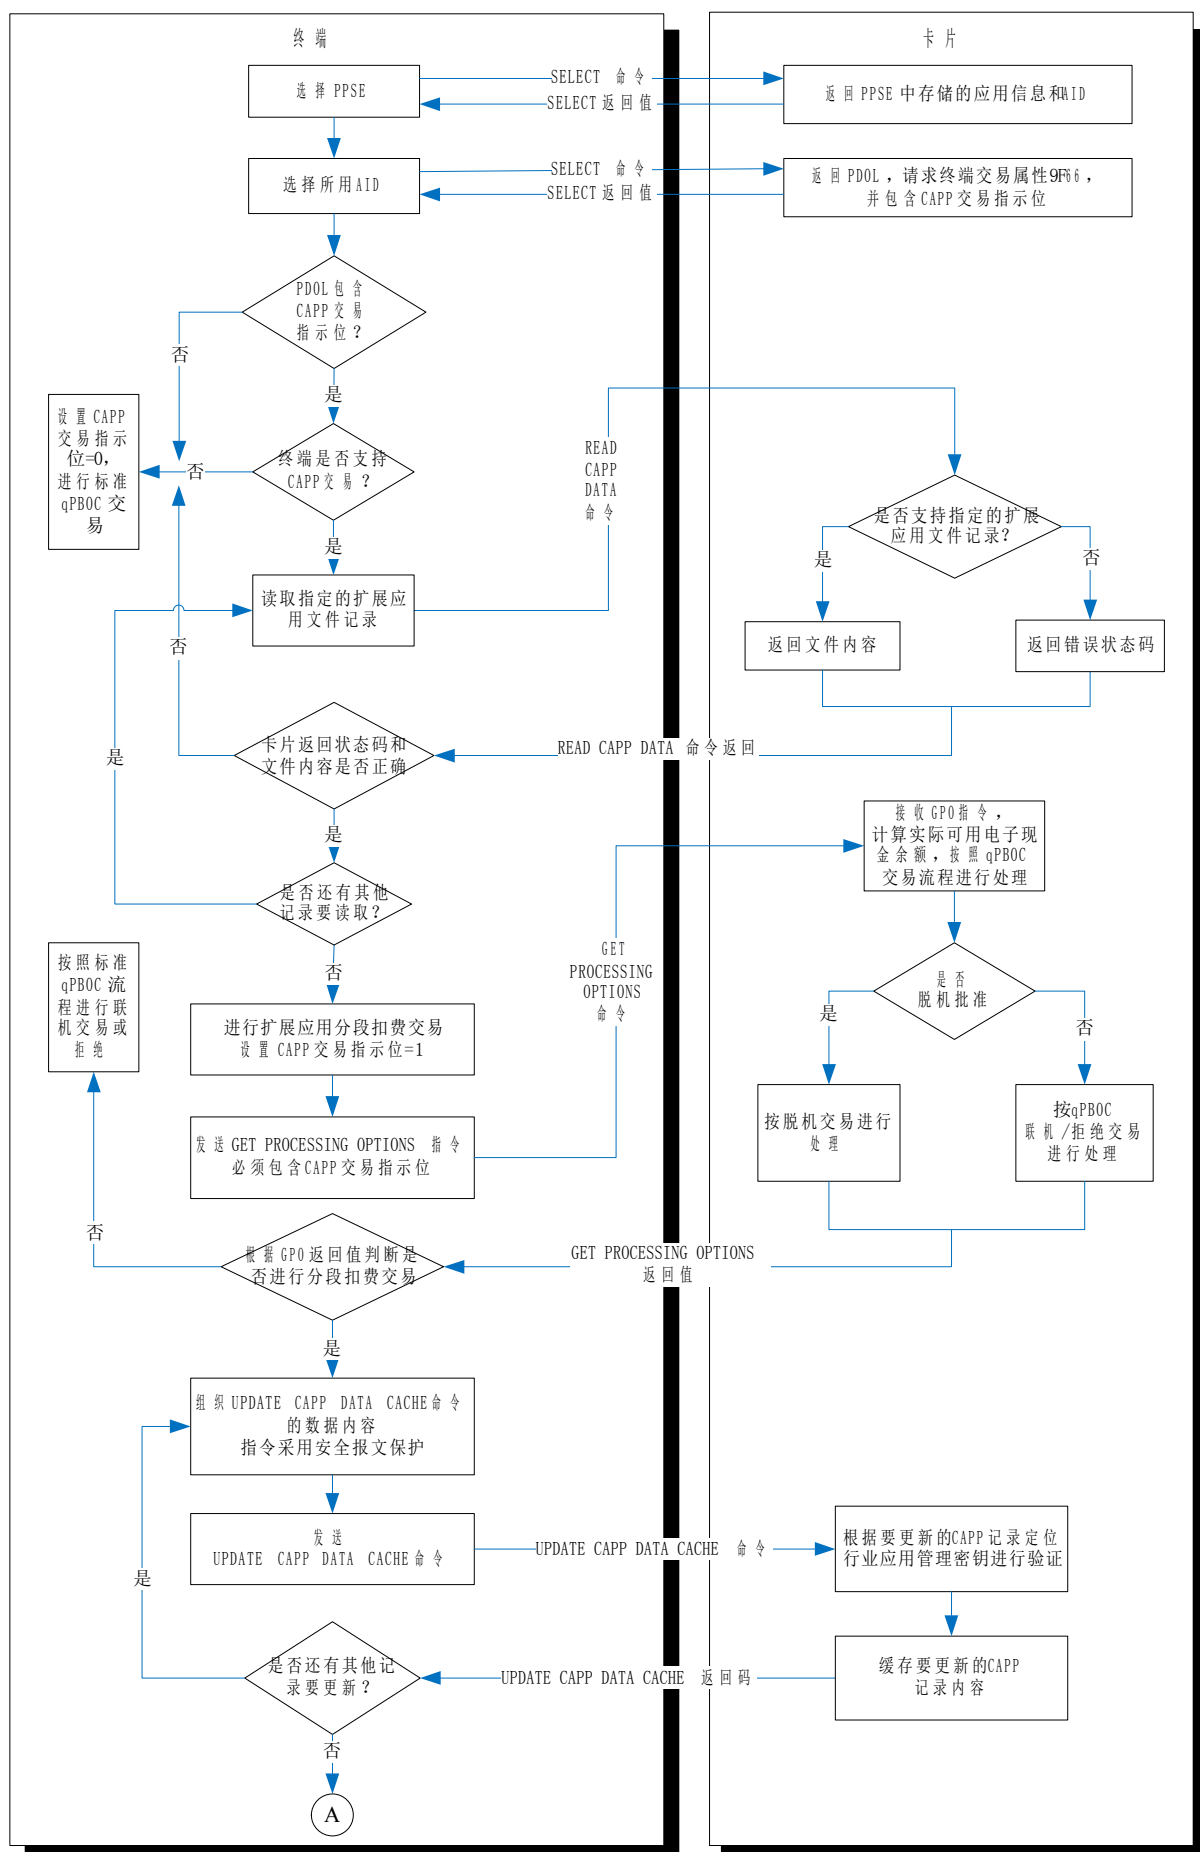 终端
卡片
选择PPSE
SELECT 命令
SELECT返回值
返回PPSE中存储的应用信息和AID
选择所用AID
SELECT 命令
SELECT返回值
返回PDOL，请求终端交易属性9F66，
并包含CAPP交易指示位
PDOL包含
CAPP交易
指示位？
否
是
设置CAPP
交易指示
位=0，
进行标准
qPBOC交
易
否
终端是否支持
CAPP交易？
READ
CAPP
DATA
命令
是否支持指定的扩展
应用文件记录？
是
是
否
读取指定的扩展应
用文件记录
否
返回文件内容
返回错误状态码
卡片返回状态码和
文件内容是否正确
READ CAPP DATA 命令返回
是
是
接收GPO指令，
计算实际可用电子现
金余额，按照qPBOC
交易流程进行处理
是否还有其他
记录要读取？
按照标准
qPBOC流
程进行联
机交易或
拒绝
否
GET
PROCESSING
OPTIONS
命令
是否
脱机批准
是
否
进行扩展应用分段扣费交易
设置CAPP交易指示位=1
发送GET PROCESSING OPTIONS 指令
必须包含CAPP交易指示位
按脱机交易进行
处理
按qPBOC
联机/拒绝交易
进行处理
否
根据GPO返回值判断是
否进行分段扣费交易
GET PROCESSING OPTIONS
返回值
是
组织UPDATE CAPP DATA CACHE命令
的数据内容
指令采用安全报文保护
发送
UPDATE CAPP DATA CACHE命令
UPDATE CAPP DATA CACHE 命令
根据要更新的CAPP记录定位
行业应用管理密钥进行验证
是
是否还有其他记
录要更新？
UPDATE CAPP DATA CACHE 返回码
缓存要更新的CAPP
记录内容
否
A